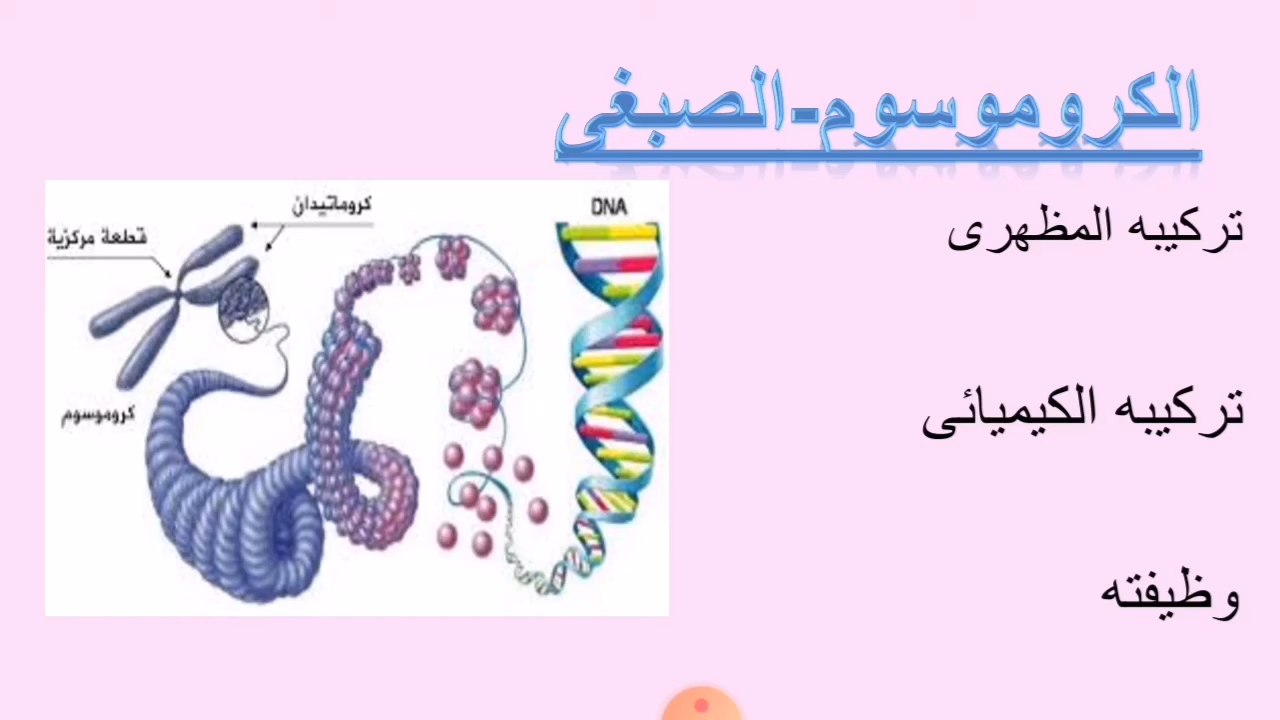 الكروموسوم-الصبغى
تركيبه المظهرى
تركيبه الكيميائى
وظيفته
DNA
كروماتيدان
قطعة مركزية
كروموسوم